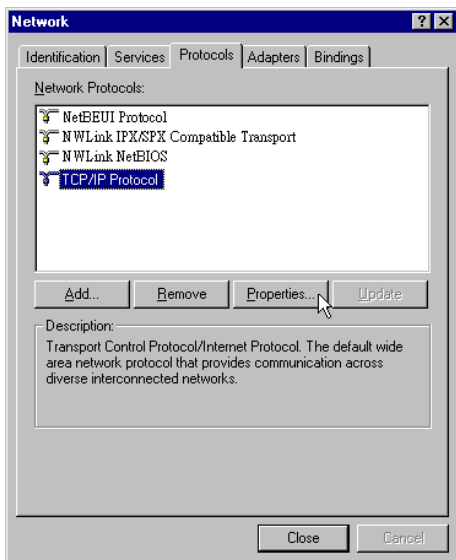 Network
Identification Services Protocols Adapters Bindings
Network Protocols:
NetBEUI Protocol
NWLink IPX/SPX Compatible Transport
NWLink NetBIOS
TCP/IP Protocol
Add... Remove Properties... Update
Description:
Transport Control Protocol/Internet Protocol. The default wide
area network protocol that provides communication across
diverse interconnected networks.
Close Cancel